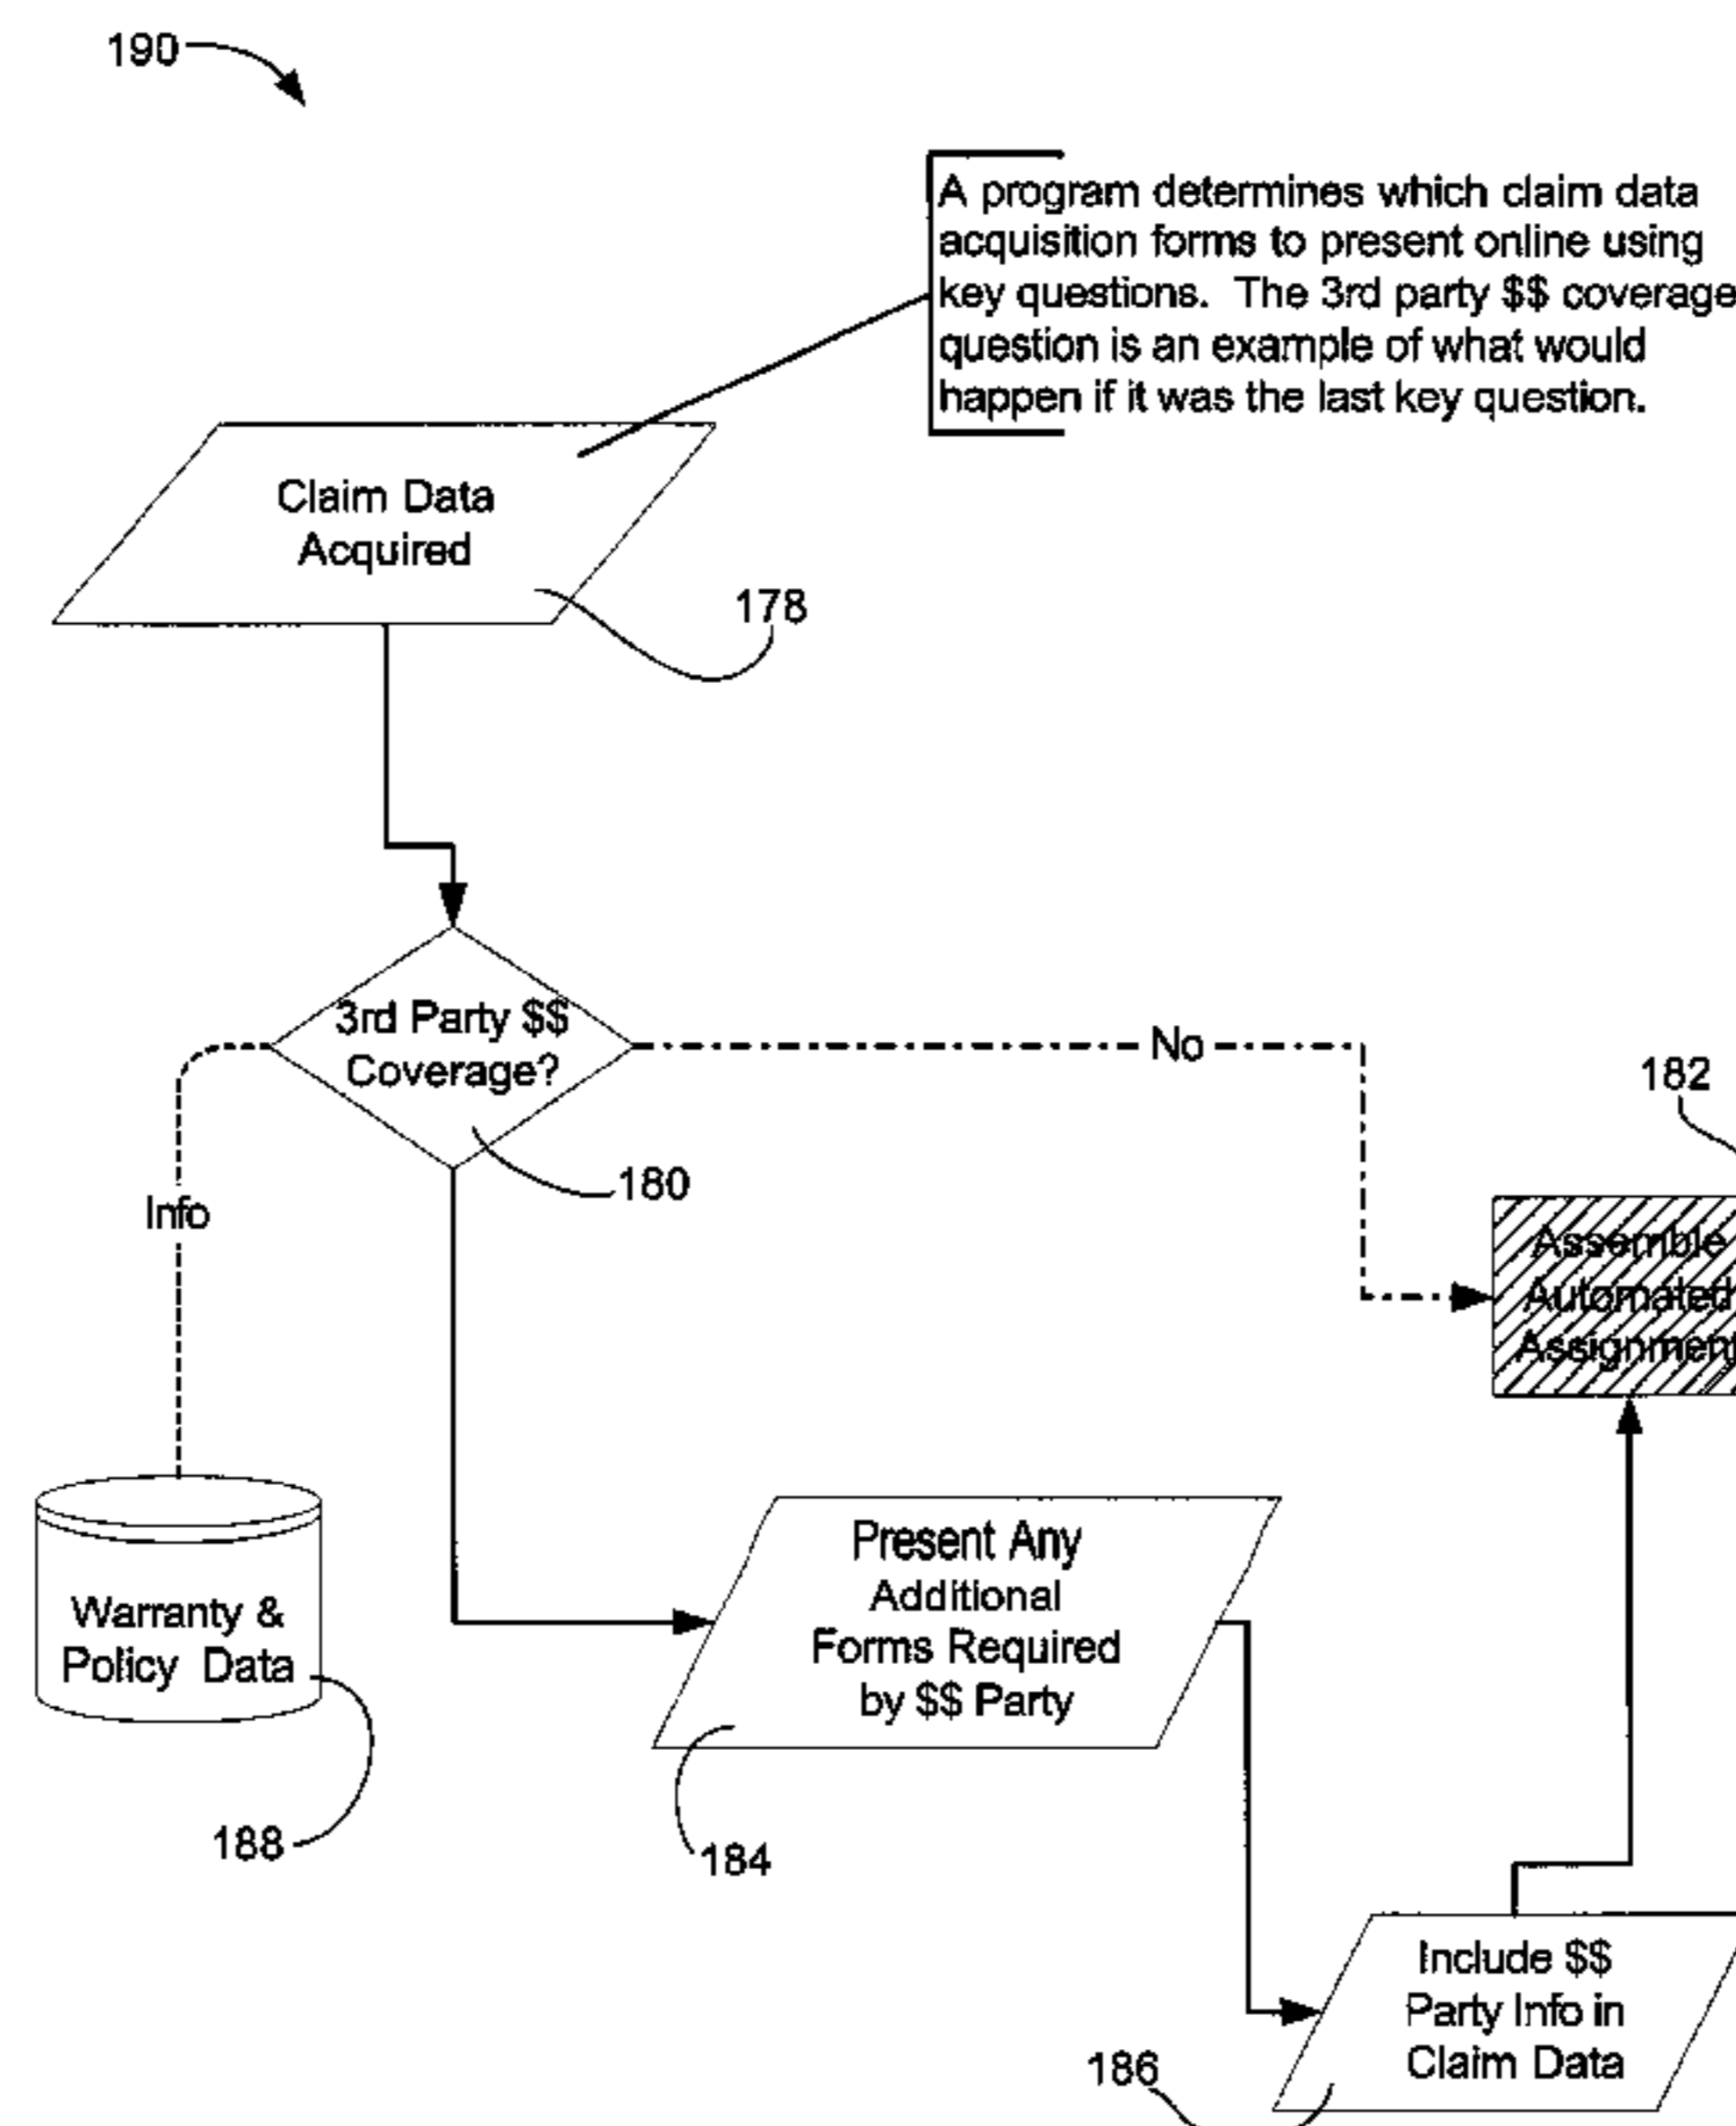 190
A program determines which claim data
acquisition forms to present online using
key questions. The 3rd party $$ coverage
question is an example of what would
happen if it was the last key question.
Claim Data
Acquired
178
3rd Party $$
Coverage?
No
182
180
Info
Assemble
Automated
Assignment
Present Any
Additional
Forms Required
by $$ Party
Warranty &
Policy Data
188
184
Include $$
Party Info in
Claim Data
186